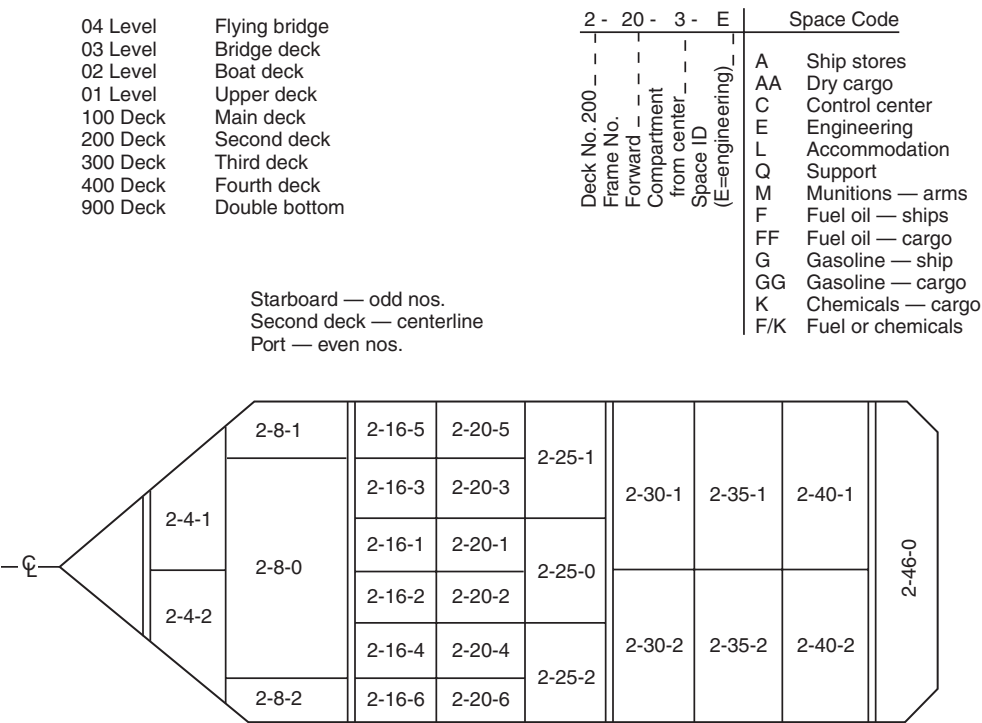 04 Level Flying bridge
03 Level Bridge deck
02 Level Boat deck
01 Level Upper deck
100 Deck Main deck
200 Deck Second deck
300 Deck Third deck
400 Deck Fourth deck
900 Deck Double bottom
2 - 20 - 3 - E Space Code
Deck No. 200
Frame No.
Forward
Compartment
from center
Space ID
(E=engineering)
A Ship stores
AA Dry cargo
C Control center
E Engineering
L Accommodation
Q Support
M Munitions — arms
F Fuel oil — ships
FF Fuel oil — cargo
G Gasoline — ship
GG Gasoline — cargo
K Chemicals — cargo
F/K Fuel or chemicals
Starboard — odd nos.
Second deck — centerline
Port — even nos.
2-8-1 2-16-5 2-20-5
2-25-1
2-16-3 2-20-3
2-30-1 2-35-1 2-40-1
2-4-1
2-16-1 2-20-1
℄ 2-8-0 2-25-0 2-46-0
2-16-2 2-20-2
2-4-2
2-16-4 2-20-4 2-30-2 2-35-2 2-40-2
2-25-2
2-8-2 2-16-6 2-20-6